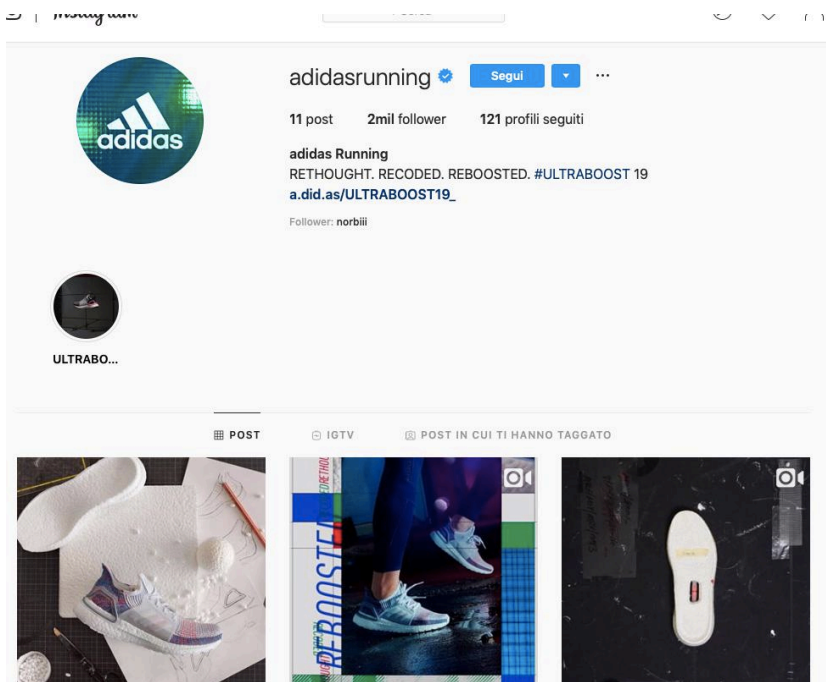 Instagram
adidasrunning
Segui
11 post 2mil follower 121 profili seguiti
adidas Running
RETHOUGHT. RECODED. REBOOSTED. #ULTRABOOST 19
a.did.as/ULTRABOOST19_
Follower: norbiii
adidas
ULTRABO...
POST IGTV POST IN CUI TI HANNO TAGGATO
REBOOSTED